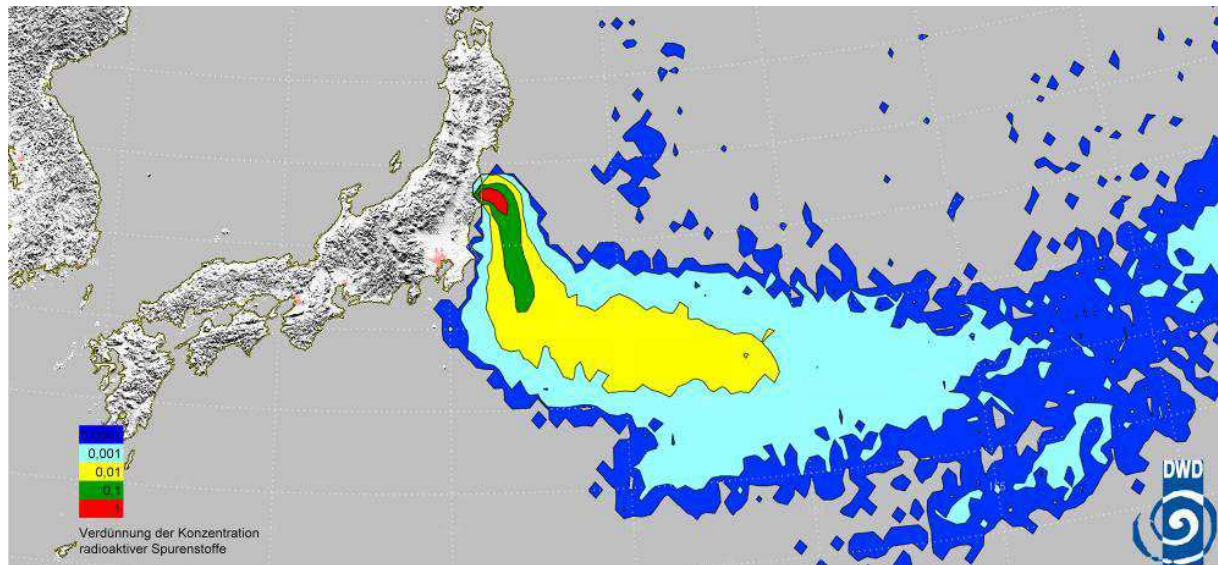 0,001
0,01
0,1
1
Verdünnung der Konzentration
radioaktiver Spurenstoffe
DWD